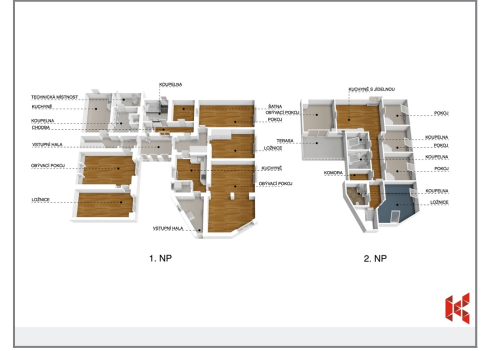 KOUPELNA
TECHNICKÁ MÍSTNOST
KUCHYNĚ
KOUPELNA
CHODBA
VSTUPNÍ HALA
OBÝVACÍ POKOJ
LOŽNICE
VSTUPNÍ HALA
ŠATNA
OBÝVACÍ POKOJ
POKOJ
LOŽNICE
KUCHYNĚ
OBÝVACÍ POKOJ
1. NP
KUCHYNĚ S JÍDELNOU
TERASA
KOMORA
POKOJ
KOUPELNA
POKOJ
KOUPELNA
POKOJ
KOUPELNA
LOŽNICE
2. NP